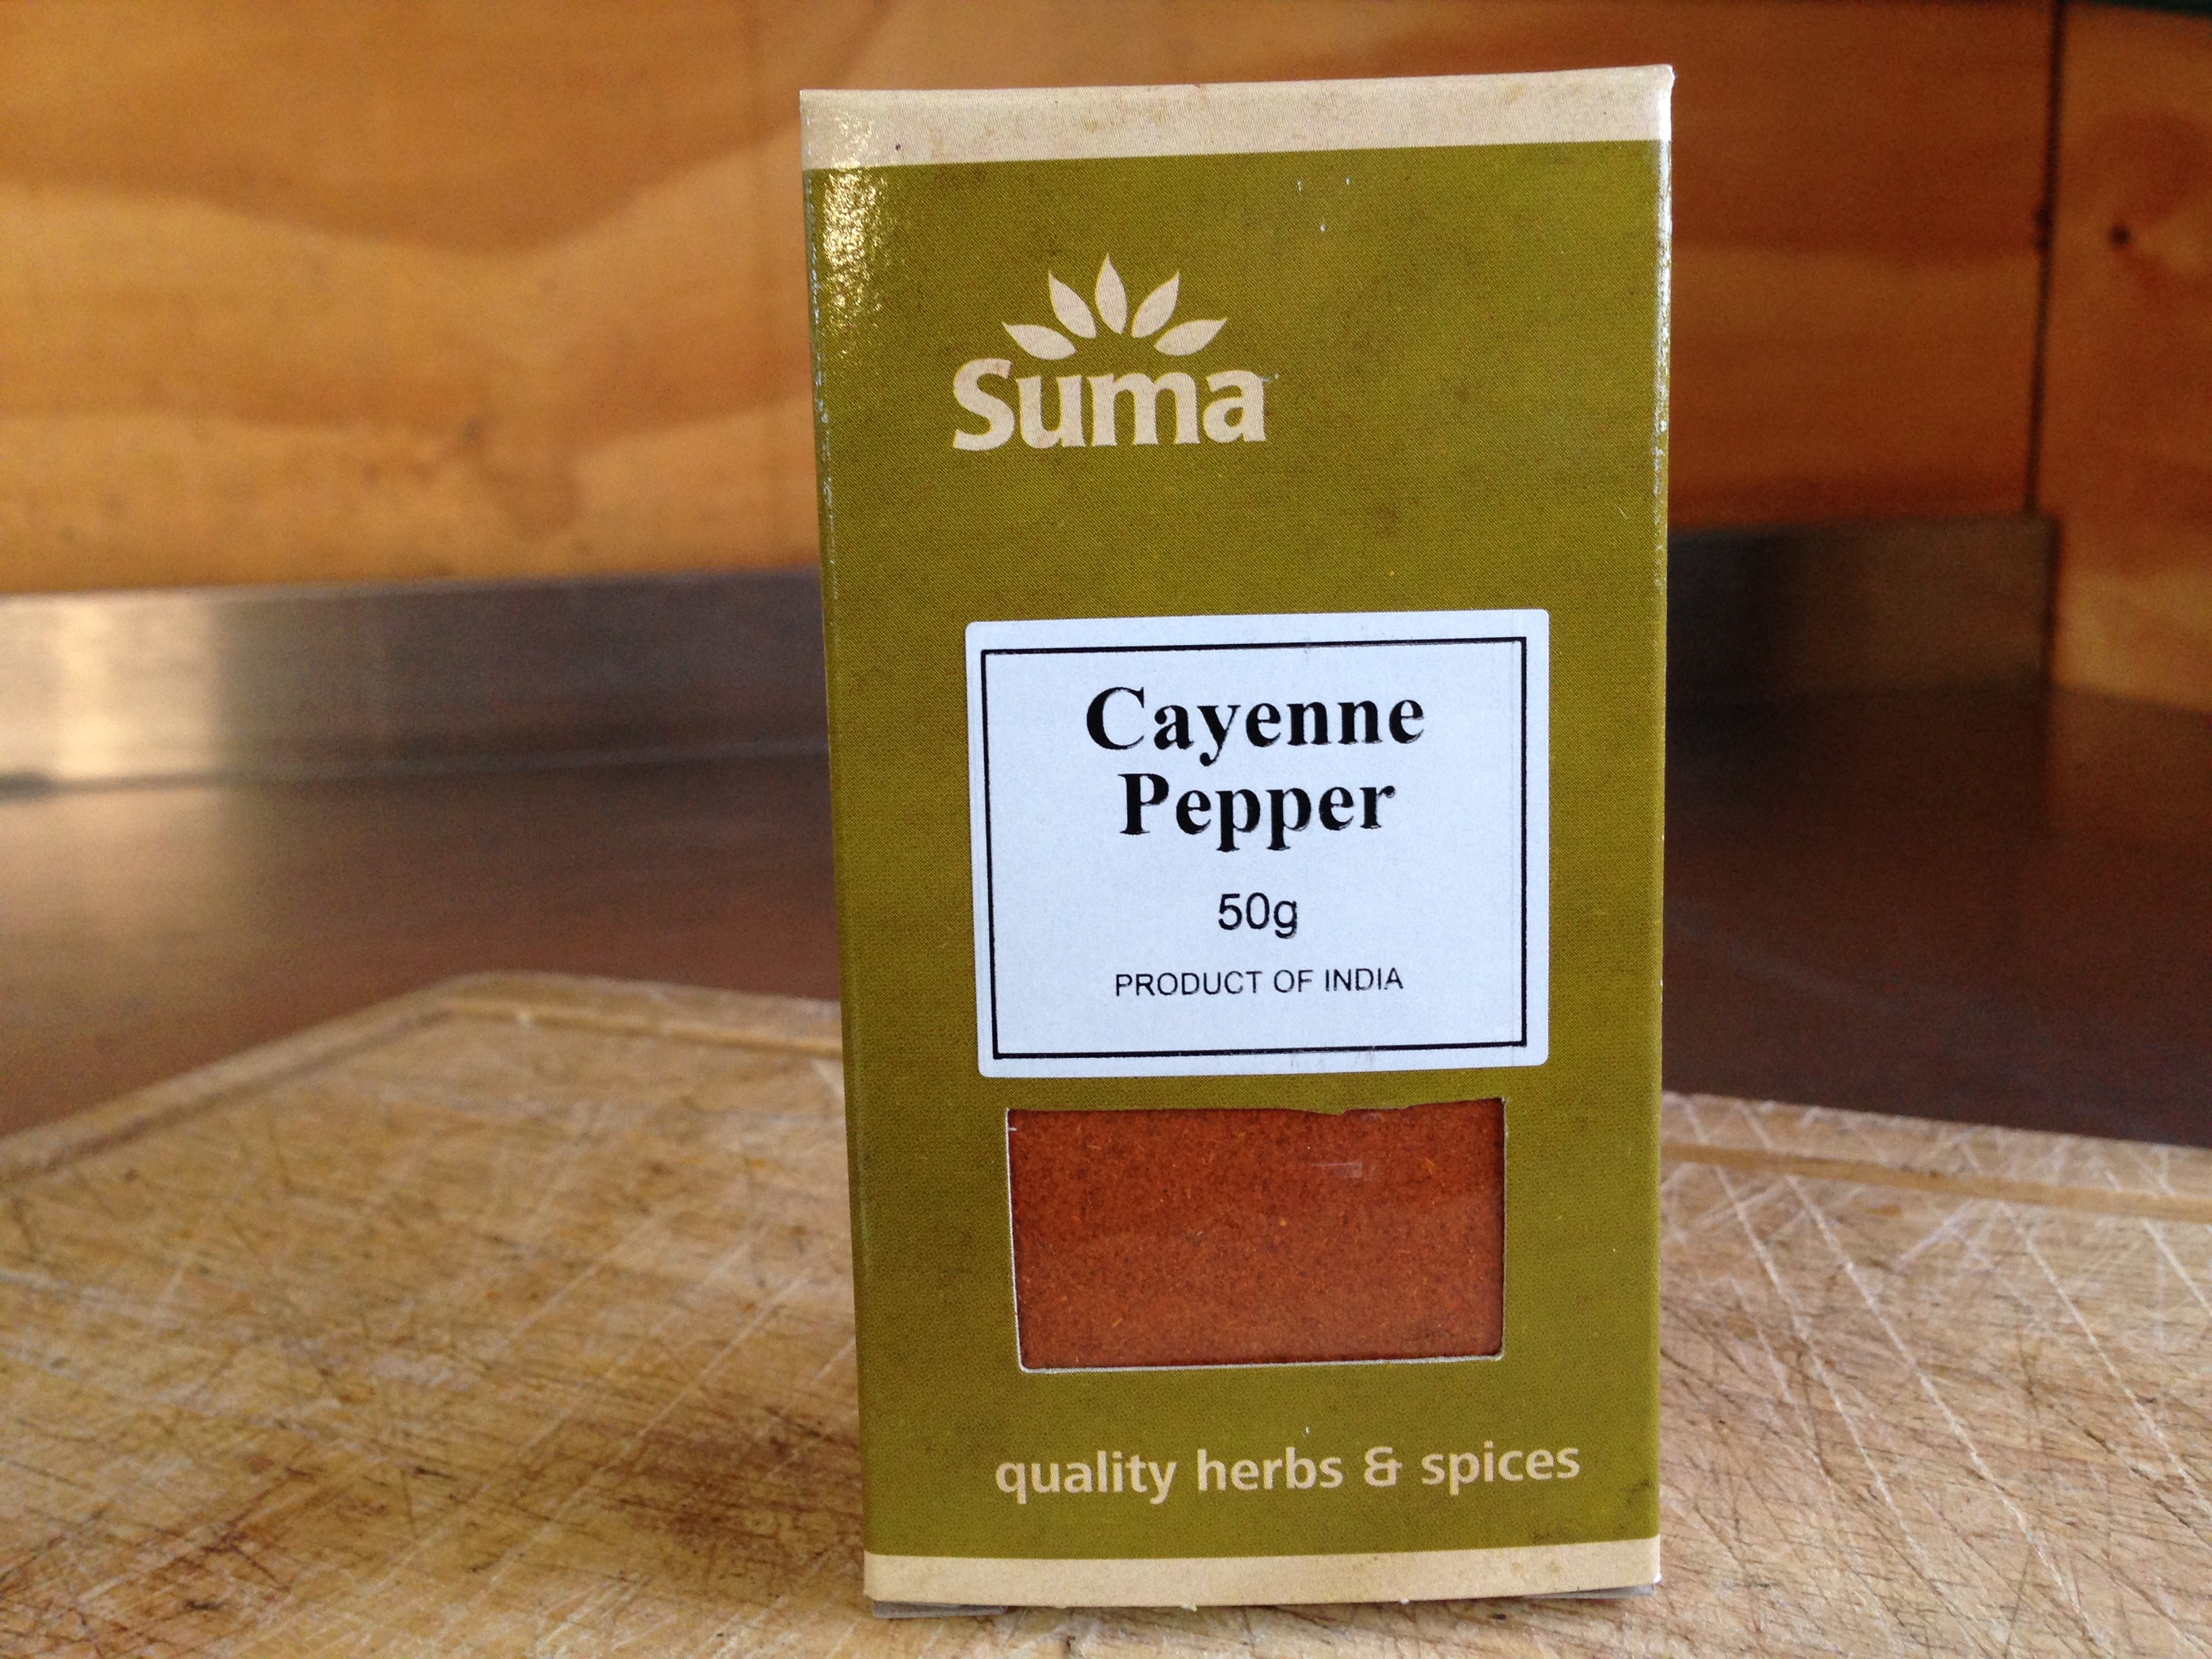 Suma
Cayenne
Pepper
50g
PRODUCT OF INDIA
quality herbs & spices